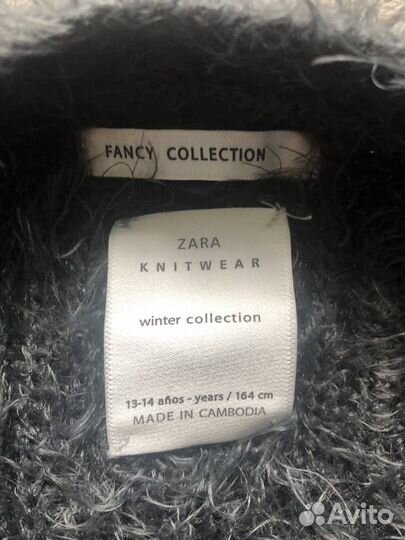 FANCY COLLECTION
ZARA
KNITWEAR
winter collection
13-14 años - years / 164 cm
MADE IN CAMBODIA
Avito